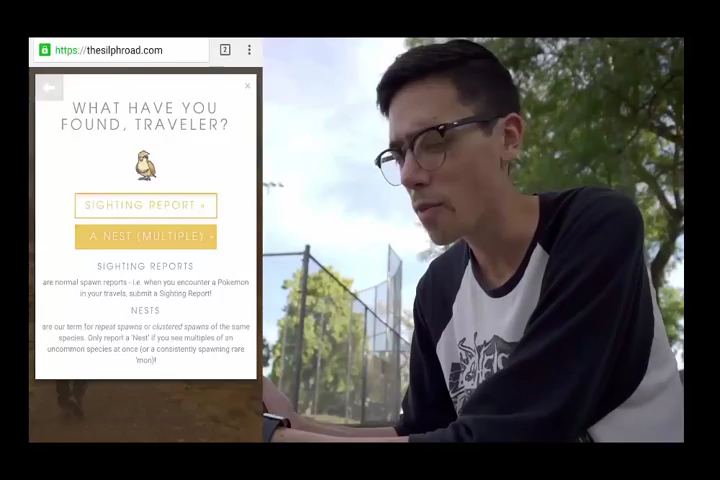 https://thesilphroad.com
2
x
WHAT HAVE YOU
FOUND, TRAVELER?
SIGHTING REPORT »
A NEST (MULTIPLE) »
SIGHTING REPORTS
are normal spawn reports - i.e. when you encounter a Pokemon
in your travels, submit a Sighting Report!
NESTS
are our term for repeat spawns or clustered spawns of the same
species. Only report a 'Nest' if you see multiples of an
uncommon species at once (or a consistently spawning rare
'mon)!